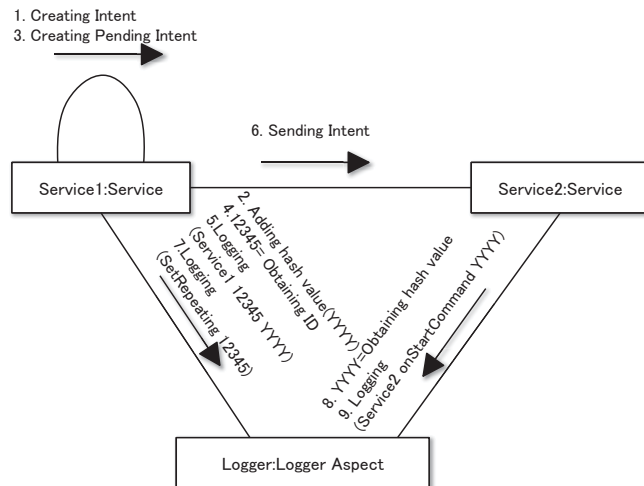 1. Creating Intent
3. Creating Pending Intent
6. Sending Intent
Service1:Service
Service2:Service
2. Adding hash value(YYYY)
4.12345= Obtaining ID
5.Logging
(Service1 12345 YYYY)
7.Logging
(SetRepeating 12345)
8. YYYY=Obtaining hash value
9. Logging
(Service2 onStartCommand YYYY)
Logger:Logger Aspect